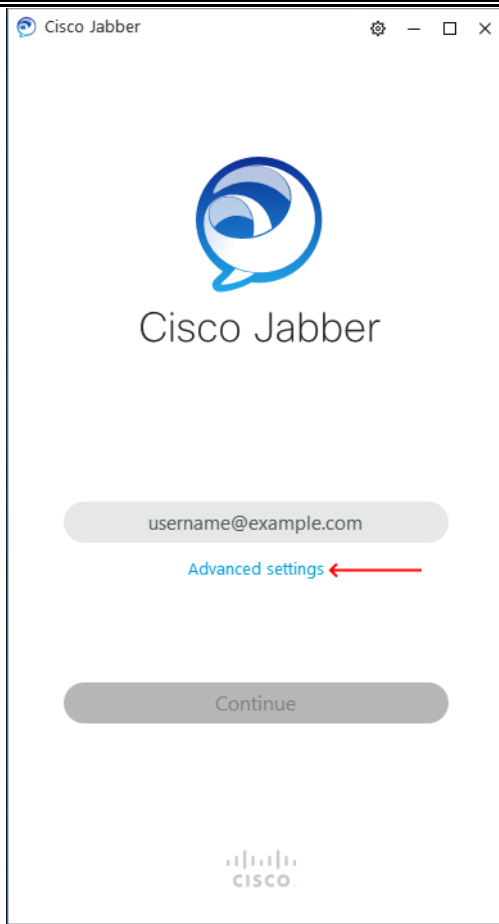 Cisco Jabber
Cisco Jabber
username@example.com
Advanced settings
Continue
CISCO